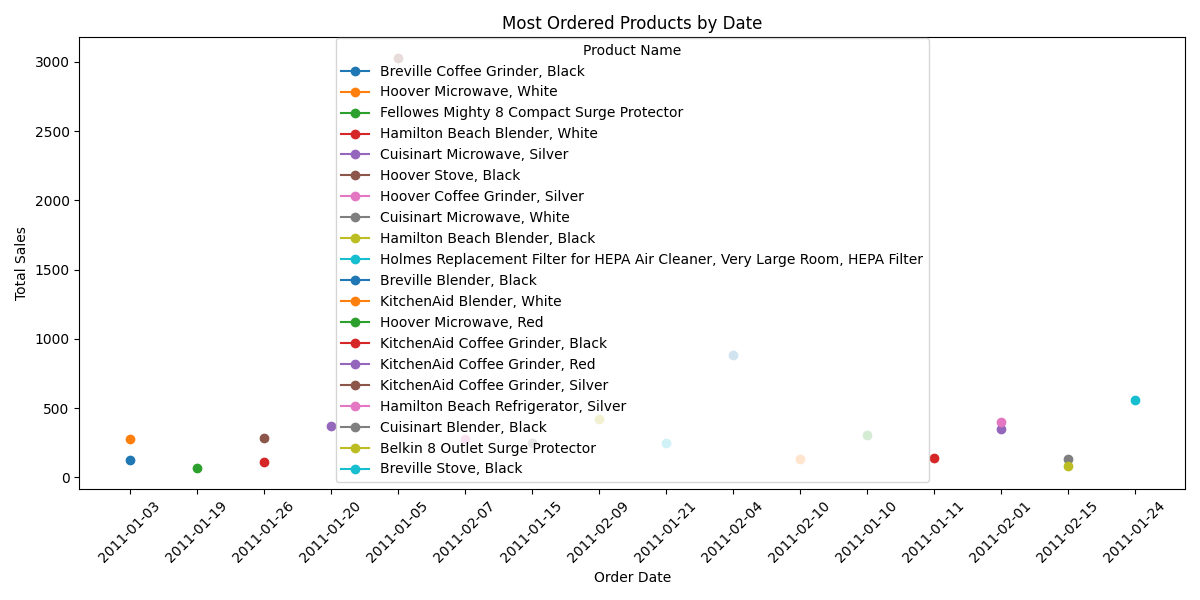 Most Ordered Products by Date
Total Sales
3000
2500
2000
1500
1000
500
0
Product Name
Breville Coffee Grinder, Black
Hoover Microwave, White
Fellowes Mighty 8 Compact Surge Protector
Hamilton Beach Blender, White
Cuisinart Microwave, Silver
Hoover Stove, Black
Hoover Coffee Grinder, Silver
Cuisinart Microwave, White
Hamilton Beach Blender, Black
Holmes Replacement Filter for HEPA Air Cleaner, Very Large Room, HEPA Filter
Breville Blender, Black
KitchenAid Blender, White
Hoover Microwave, Red
KitchenAid Coffee Grinder, Black
KitchenAid Coffee Grinder, Red
KitchenAid Coffee Grinder, Silver
Hamilton Beach Refrigerator, Silver
Cuisinart Blender, Black
Belkin 8 Outlet Surge Protector
Breville Stove, Black
2011-01-03
2011-01-19
2011-01-26
2011-01-20
2011-01-05
2011-02-07
2011-01-15
2011-02-09
2011-01-21
2011-02-04
2011-02-10
2011-01-10
2011-01-11
2011-02-01
2011-02-15
2011-01-24
Order Date